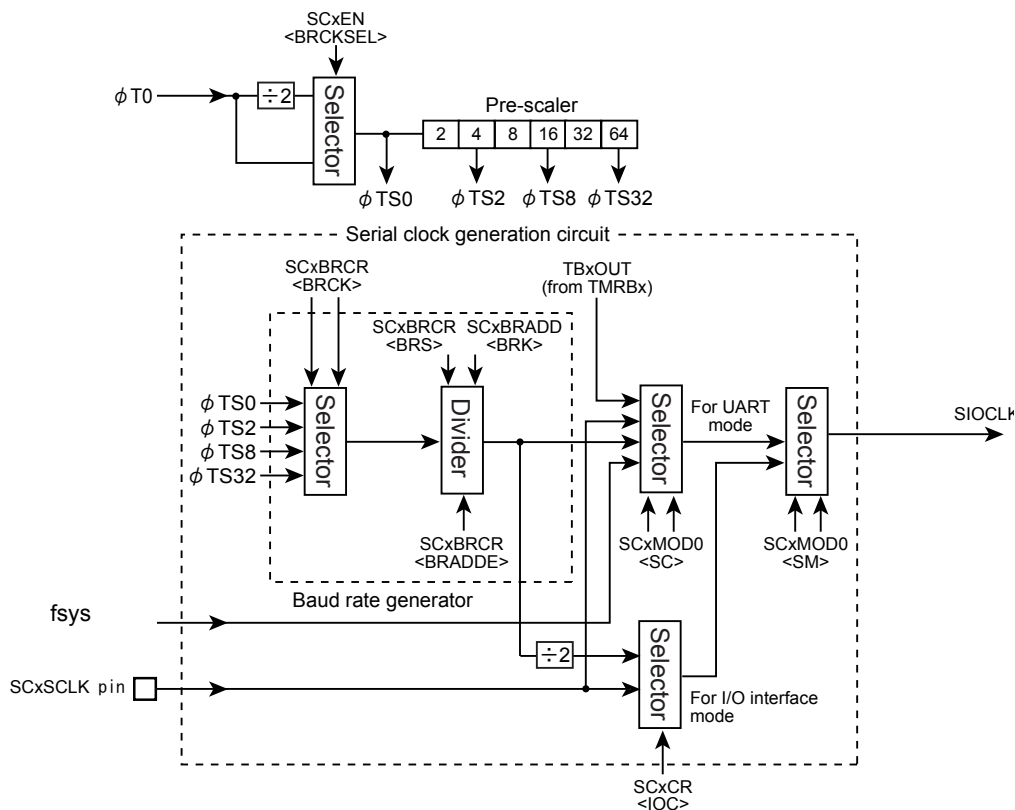 SCxEN
<BRCKSEL>
ϕT0
÷2
Selector
Pre-scaler
2 4 8 16 32 64
ϕTS0 ϕTS2 ϕTS8 ϕTS32
Serial clock generation circuit
SCxBRCR
<BRCK>
TBxOUT
(from TMRBx)
SCxBRCR
<BRS>
SCxBRADD
<BRK>
ϕTS0
ϕTS2
ϕTS8
ϕTS32
Selector
Divider
Selector
For UART
mode
Selector
SIOCLK
SCxBRCR
<BRADDE>
SCxMOD0
<SC>
SCxMOD0
<SM>
Baud rate generator
fsys
÷2
Selector
SCxSCLK pin
For I/O interface
mode
SCxCR
<IOC>